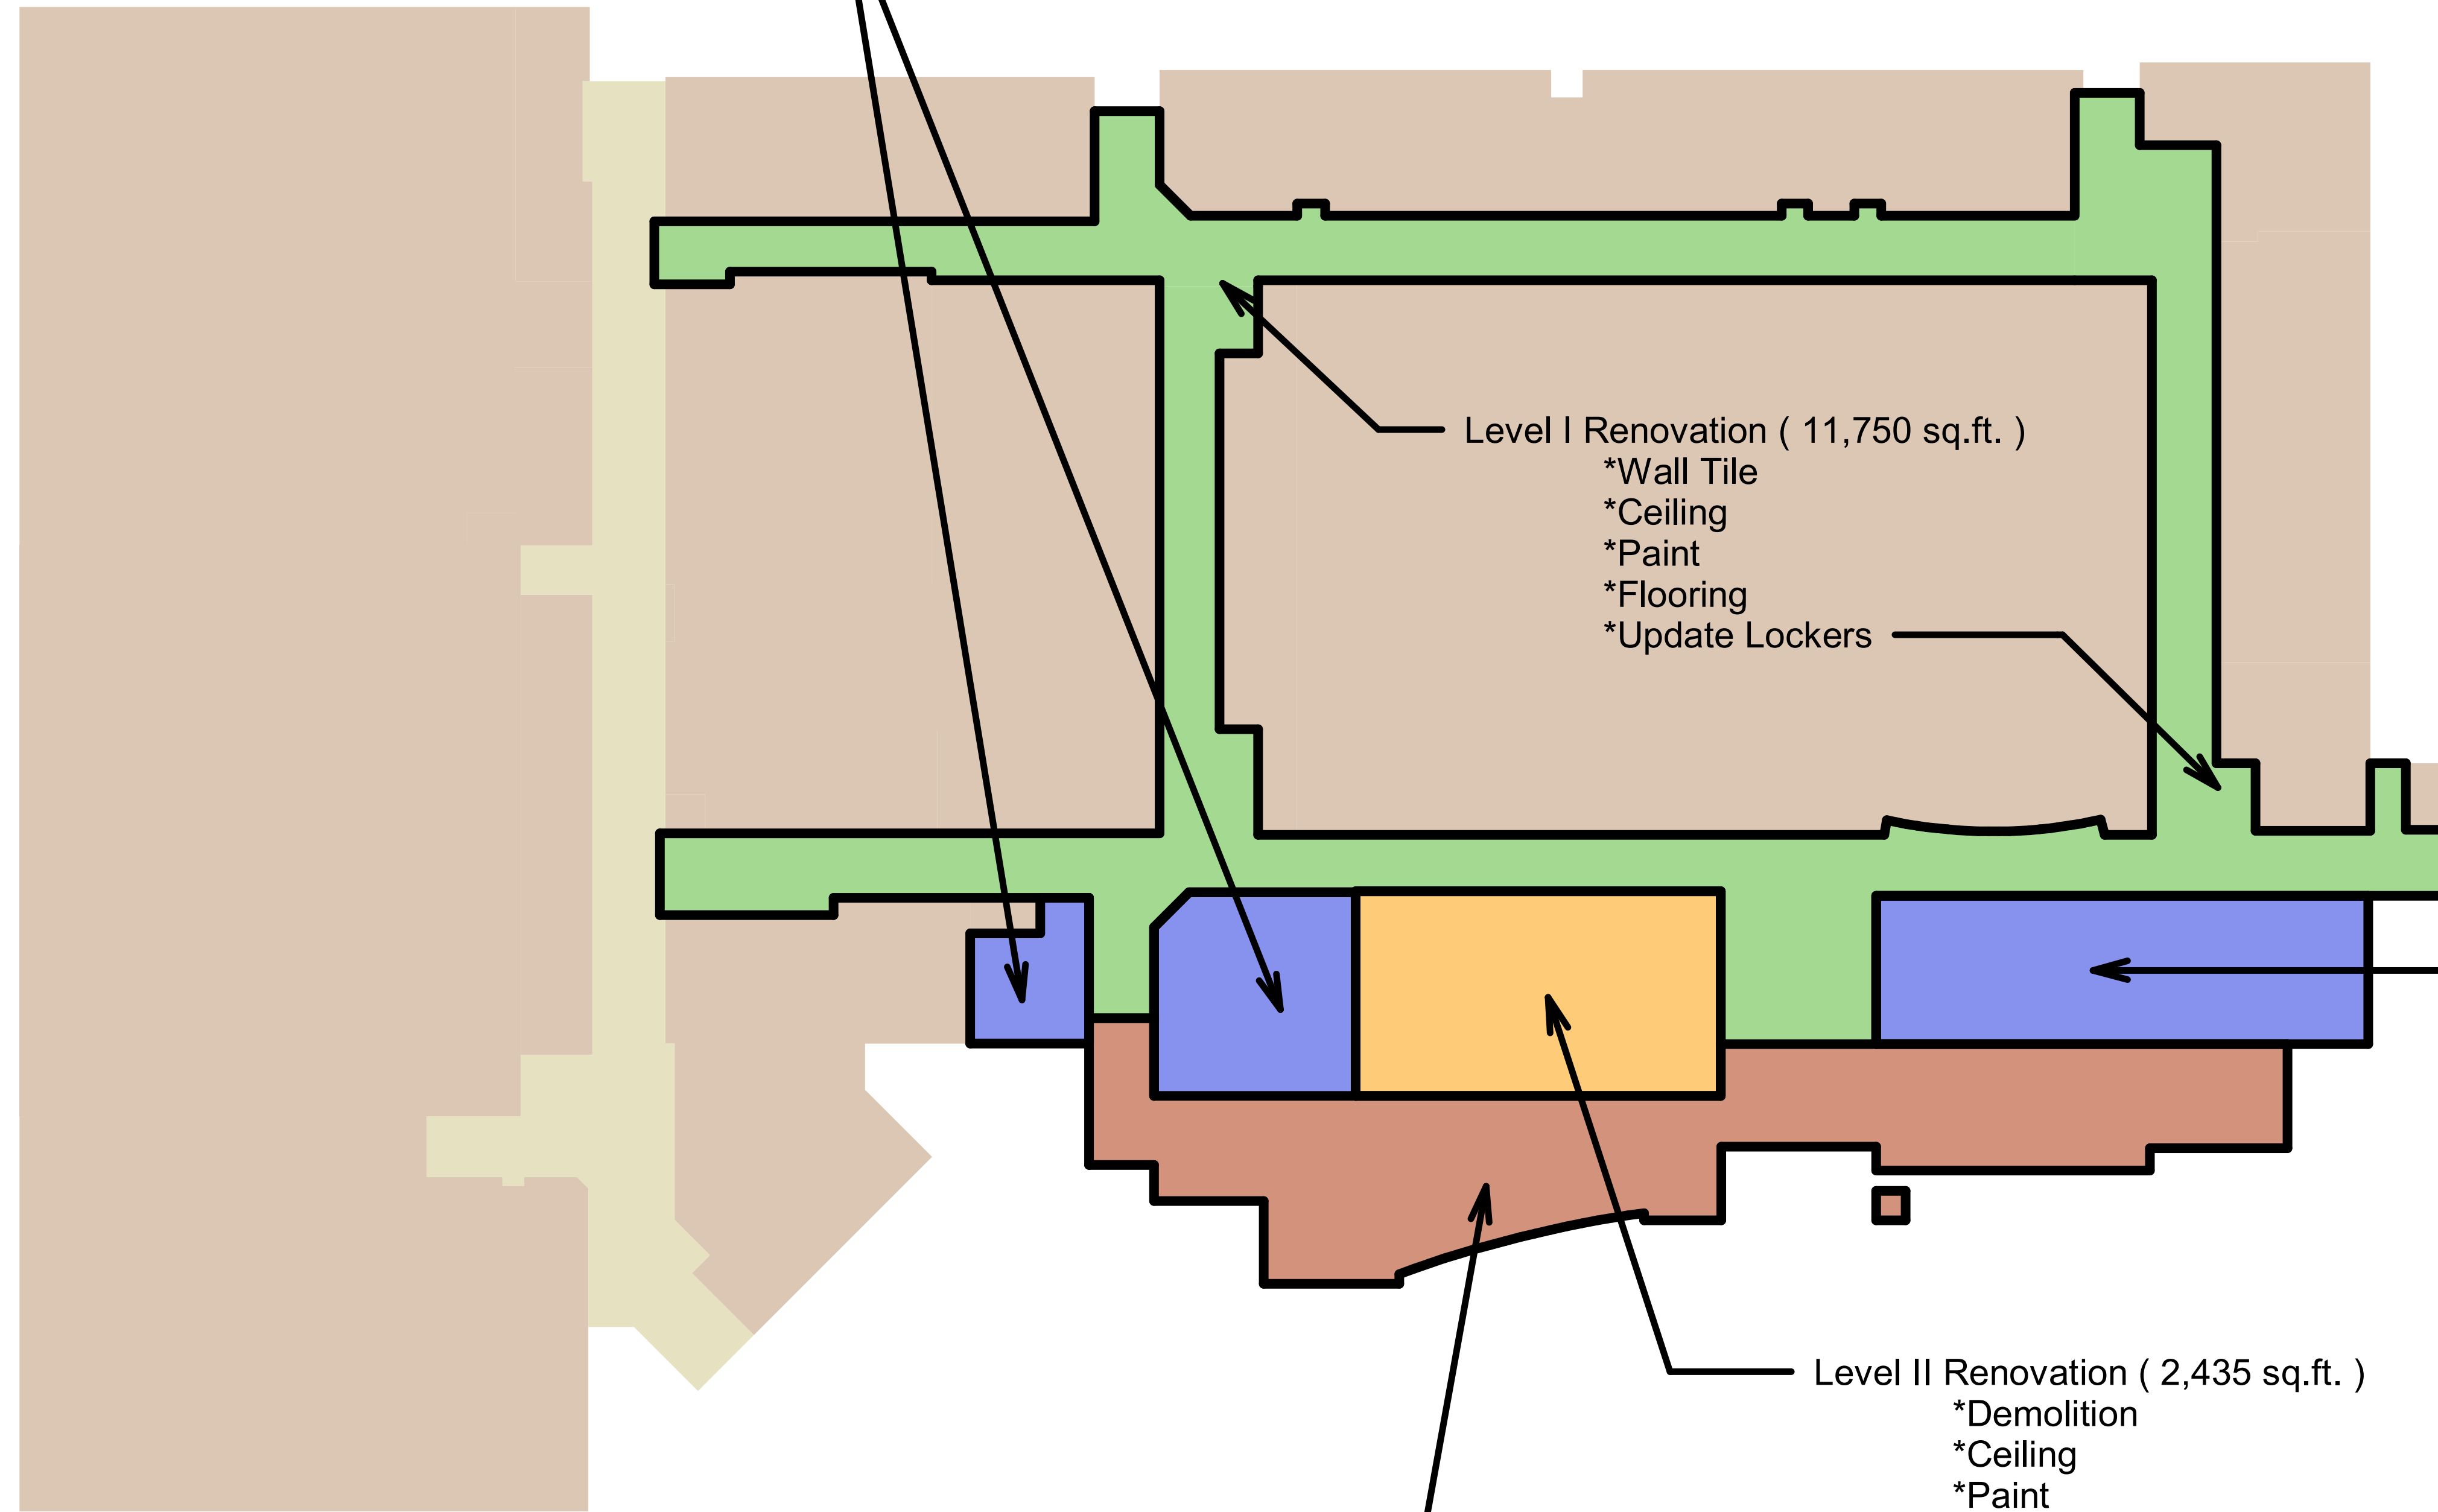 Level I Renovation ( 11,750 sq.ft. )
*Wall Tile
*Ceiling
*Paint
*Flooring
*Update Lockers
Level II Renovation ( 2,435 sq.ft. )
*Demolition
*Ceiling
*Paint